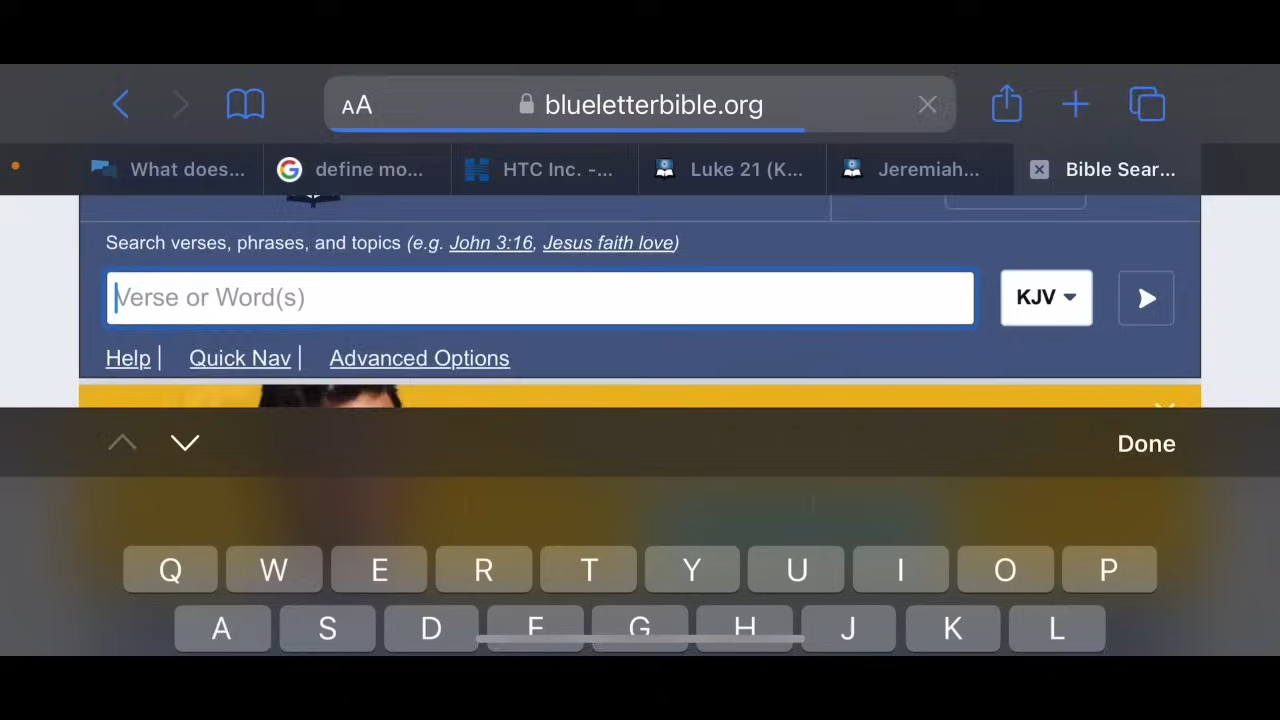 AA blueletterbible.org
What does... define mo... HTC Inc. -... Luke 21 (K... Jeremiah... Bible Sear...
Search verses, phrases, and topics (e.g. John 3:16, Jesus faith love)
Verse or Word(s) KJV
Help | Quick Nav | Advanced Options
Done
Q W E R T Y U I O P
A S D F G H J K L